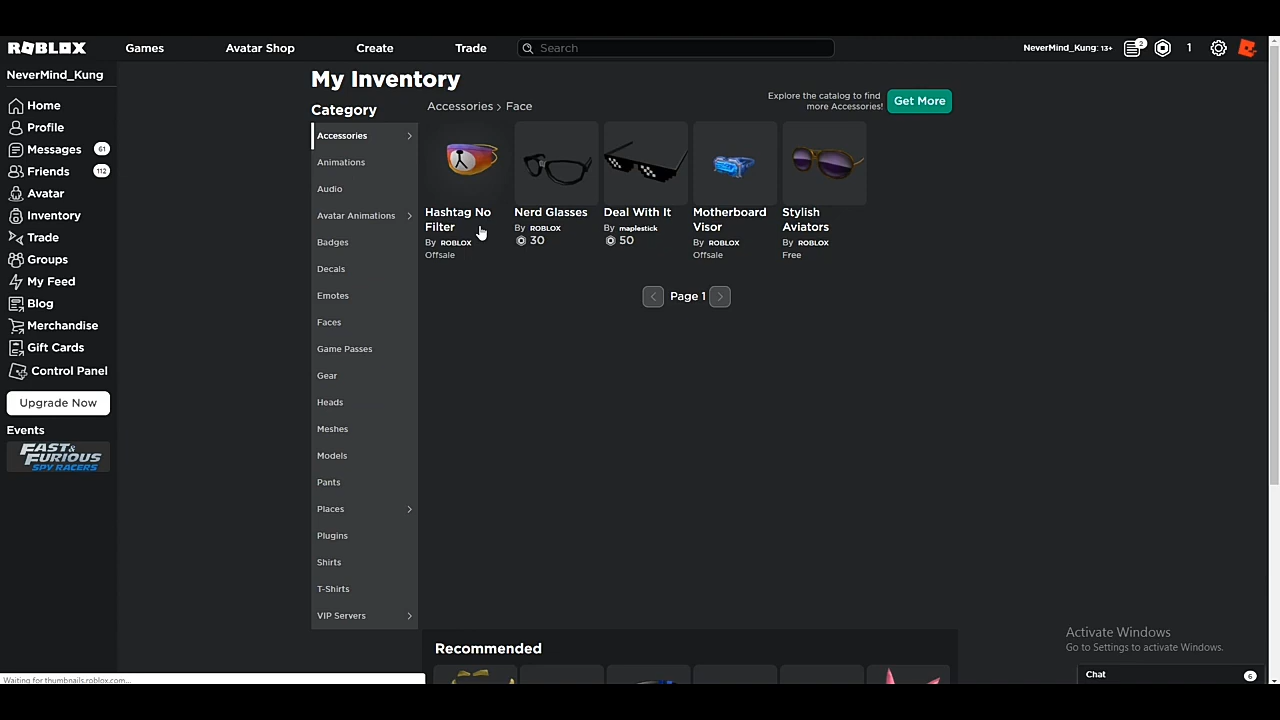 ROBLOX
Games
Avatar Shop
Create
Trade
Search
NeverMind_Kung: 13+
2
1
NeverMind_Kung
Home
Profile
Messages 61
Friends 112
Avatar
Inventory
Trade
Groups
My Feed
Blog
Merchandise
Gift Cards
Control Panel
Upgrade Now
Events
FAST & FURIOUS
SPY RACERS
My Inventory
Category
Accessories
Animations
Audio
Avatar Animations
Badges
Decals
Emotes
Faces
Game Passes
Gear
Heads
Meshes
Models
Pants
Places
Plugins
Shirts
T-Shirts
VIP Servers
Accessories > Face
Explore the catalog to find
more Accessories!
Get More
Hashtag No
Filter
By ROBLOX
Offsale
Nerd Glasses
By ROBLOX
30
Deal With It
By maplestick
50
Motherboard
Visor
By ROBLOX
Offsale
Stylish
Aviators
By ROBLOX
Free
Page 1
Recommended
Activate Windows
Go to Settings to activate Windows.
Chat 6
Waiting for thumbnails.roblox.com...